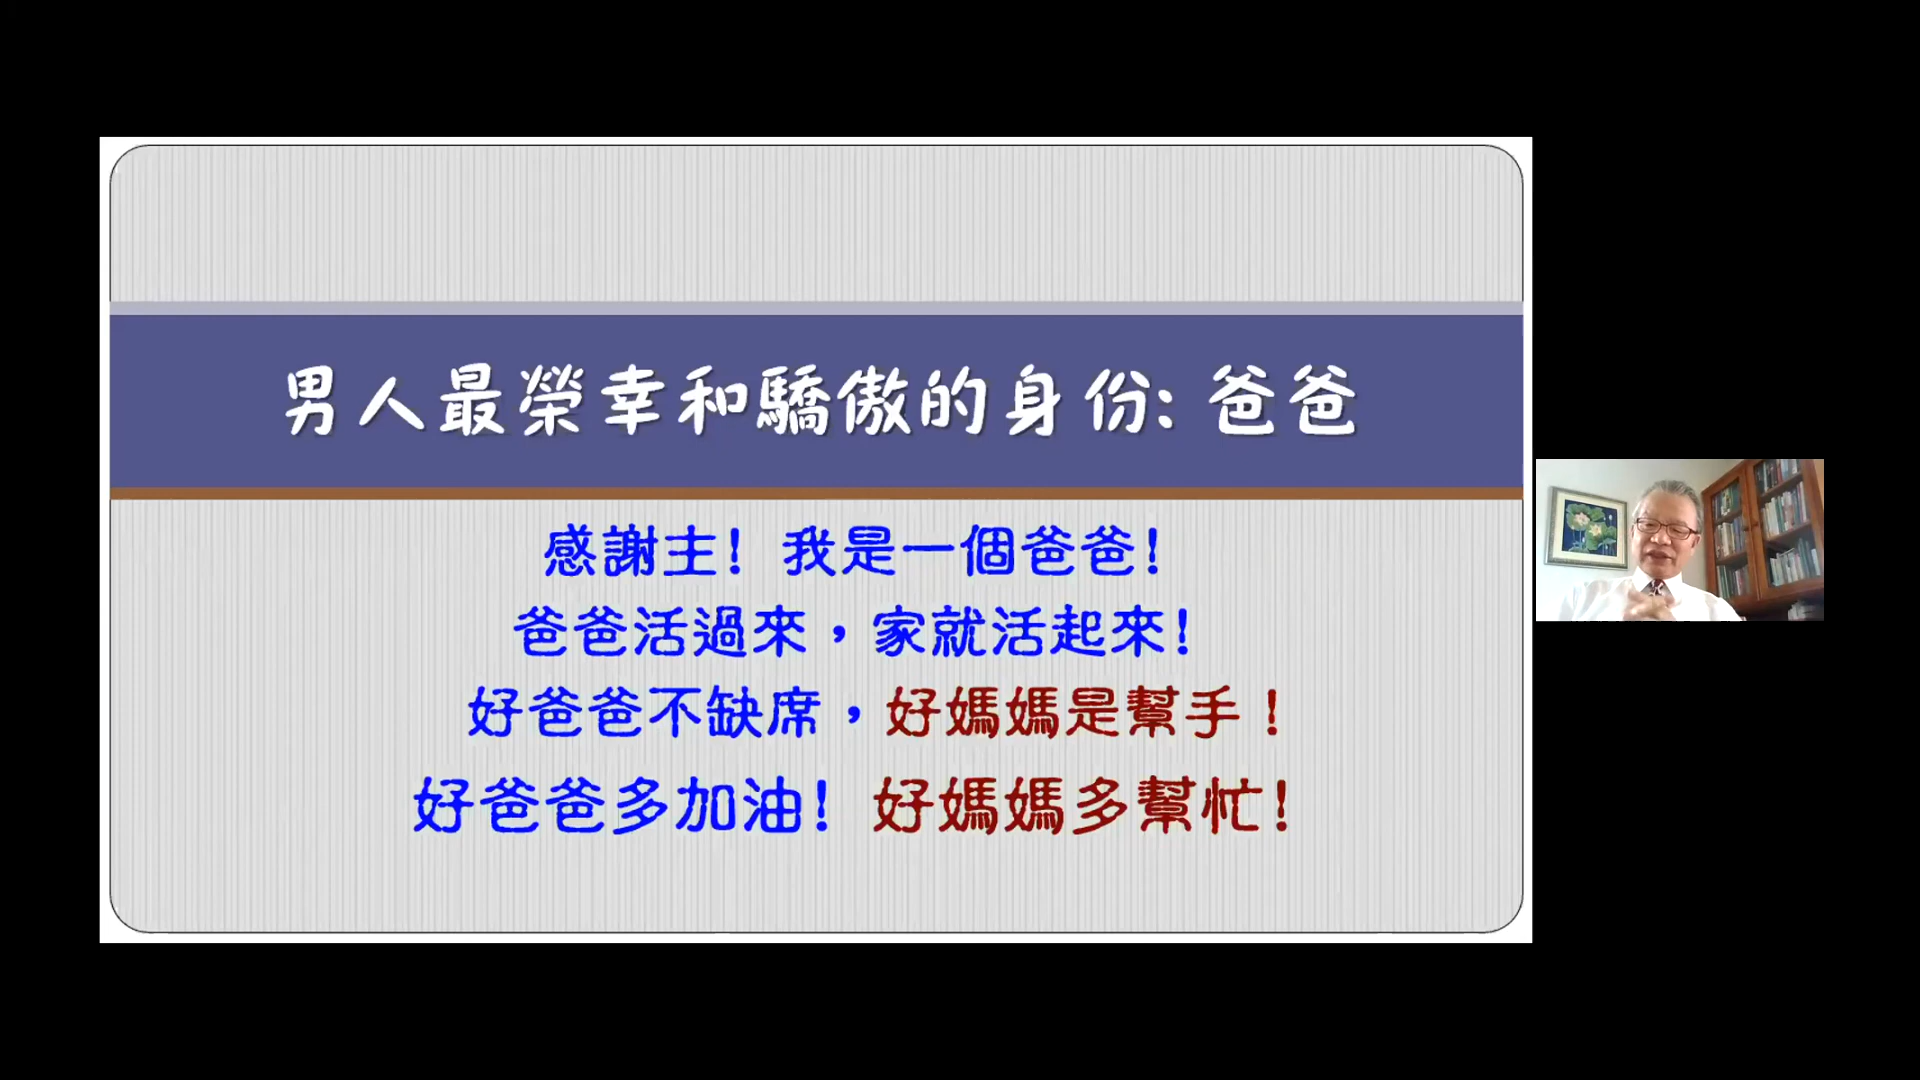 男人最榮幸和驕傲的身份: 爸爸
感謝主! 我是一個爸爸!
爸爸活過來，家就活起來!
好爸爸不缺席，好媽媽是幫手！
好爸爸多加油! 好媽媽多幫忙!